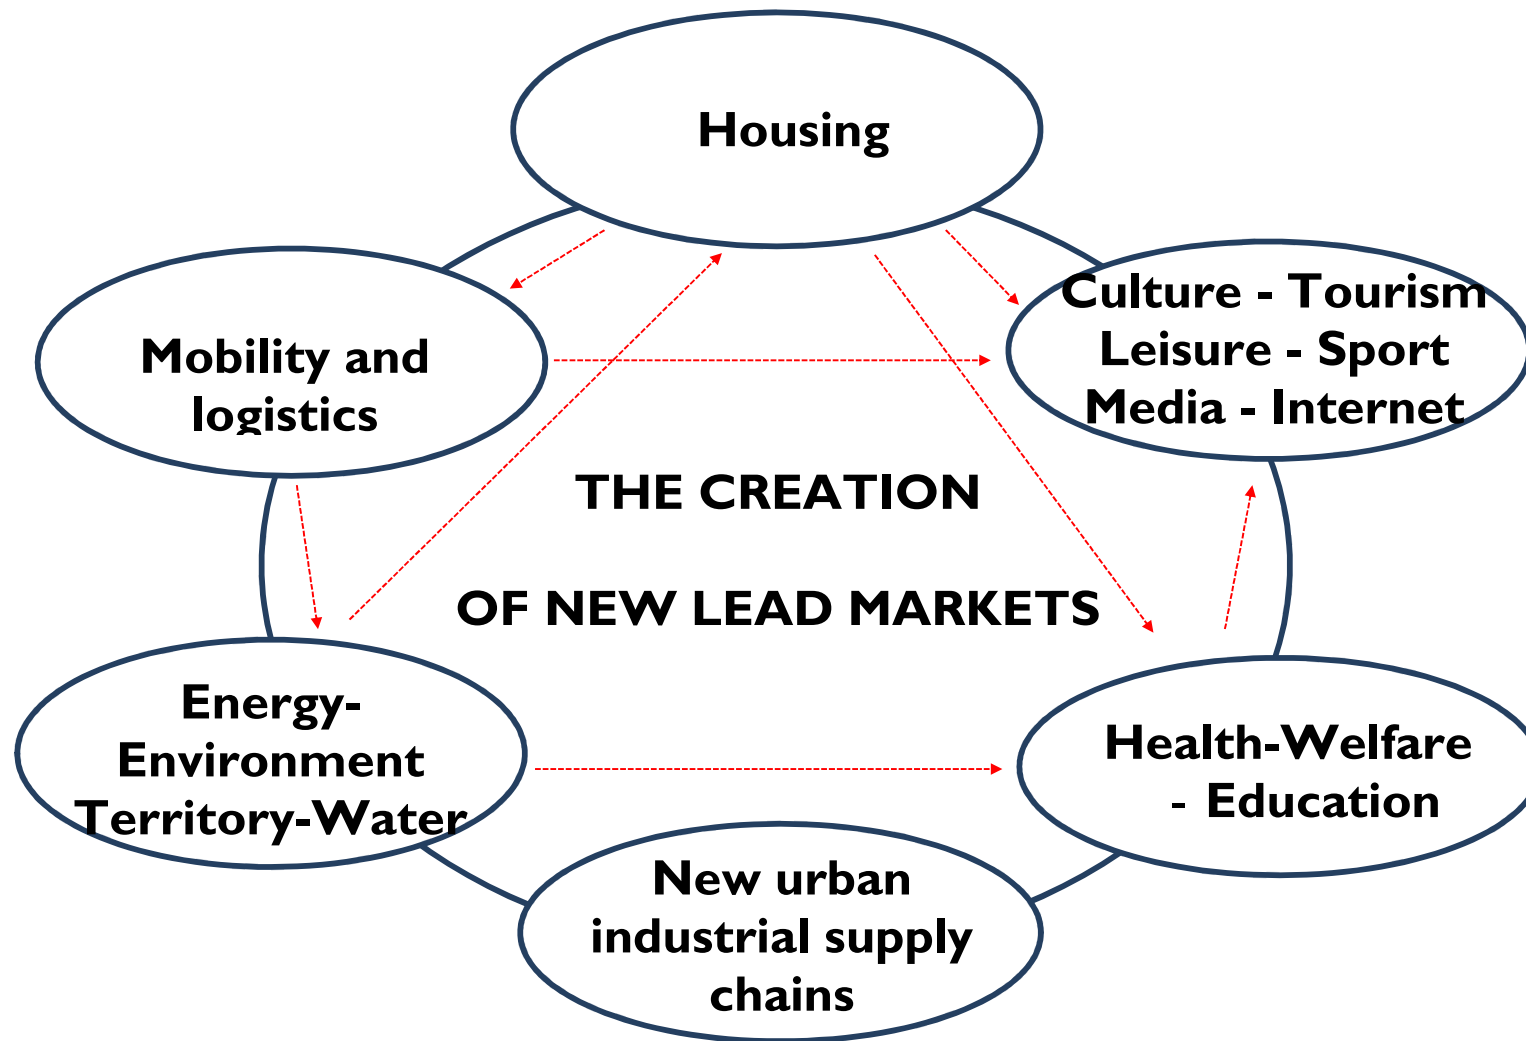 Housing
Culture - Tourism
Leisure - Sport
Media - Internet
Mobility and
logistics
THE CREATION
OF NEW LEAD MARKETS
Energy-
Environment
Territory-Water
Health-Welfare
- Education
New urban
industrial supply
chains